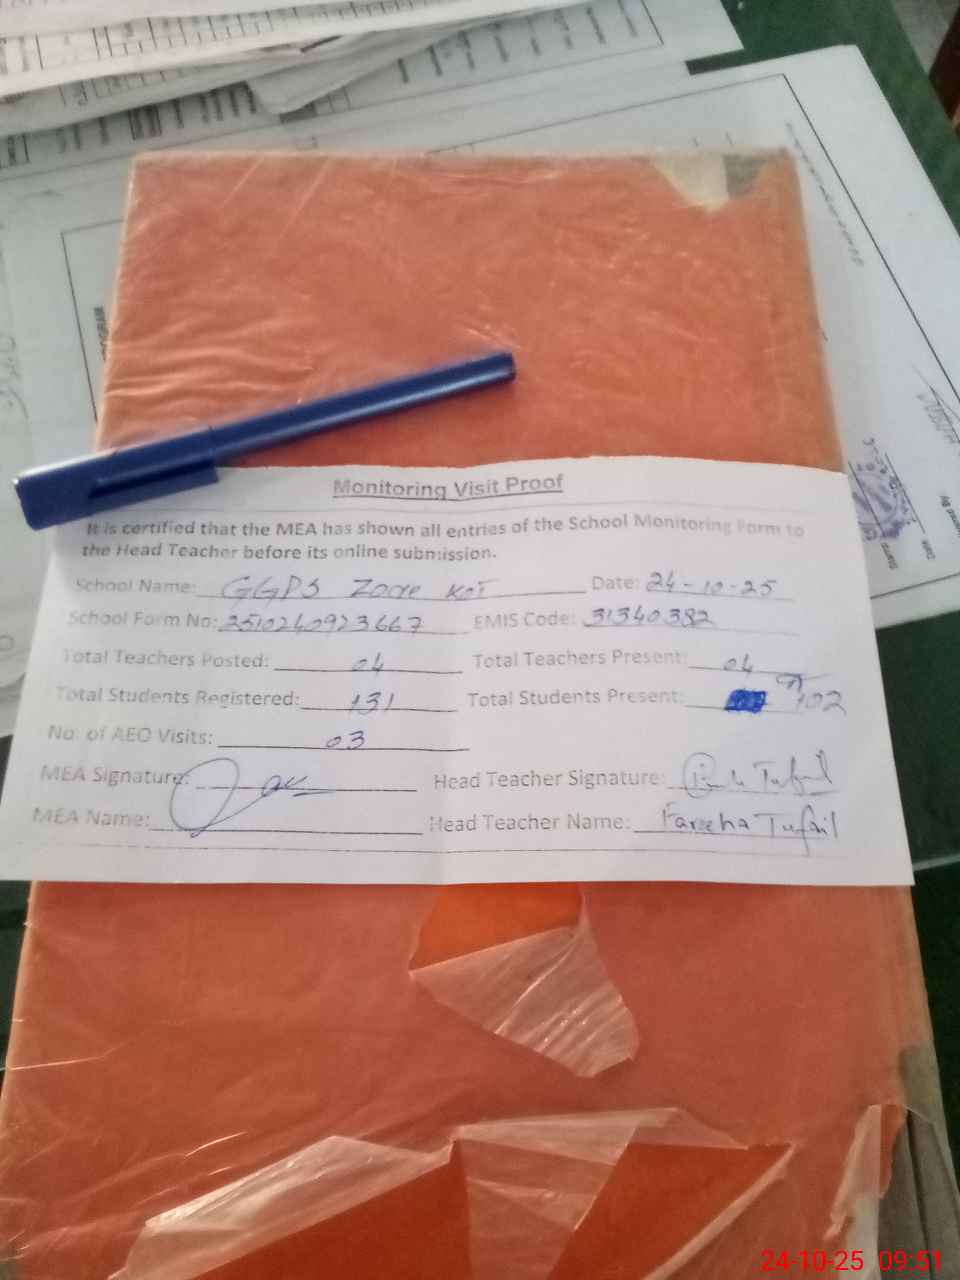 Monitoring Visit Proof
It is certified that the MEA has shown all entries of the School Monitoring Form to
the Head Teacher before its online submission.
School Name: GGPS Kot Date: 24-10-25
School Form No: 2510240923667 EMIS Code: 31340382
Total Teachers Posted: 04 Total Teachers Present: 04
Total Students Registered: 131 Total Students Present: 102
No. of AEO Visits: 03
MEA Signature: Head Teacher Signature: Tufail
MEA Name: Head Teacher Name: Fareeha Tufail
24-10-25 09:51